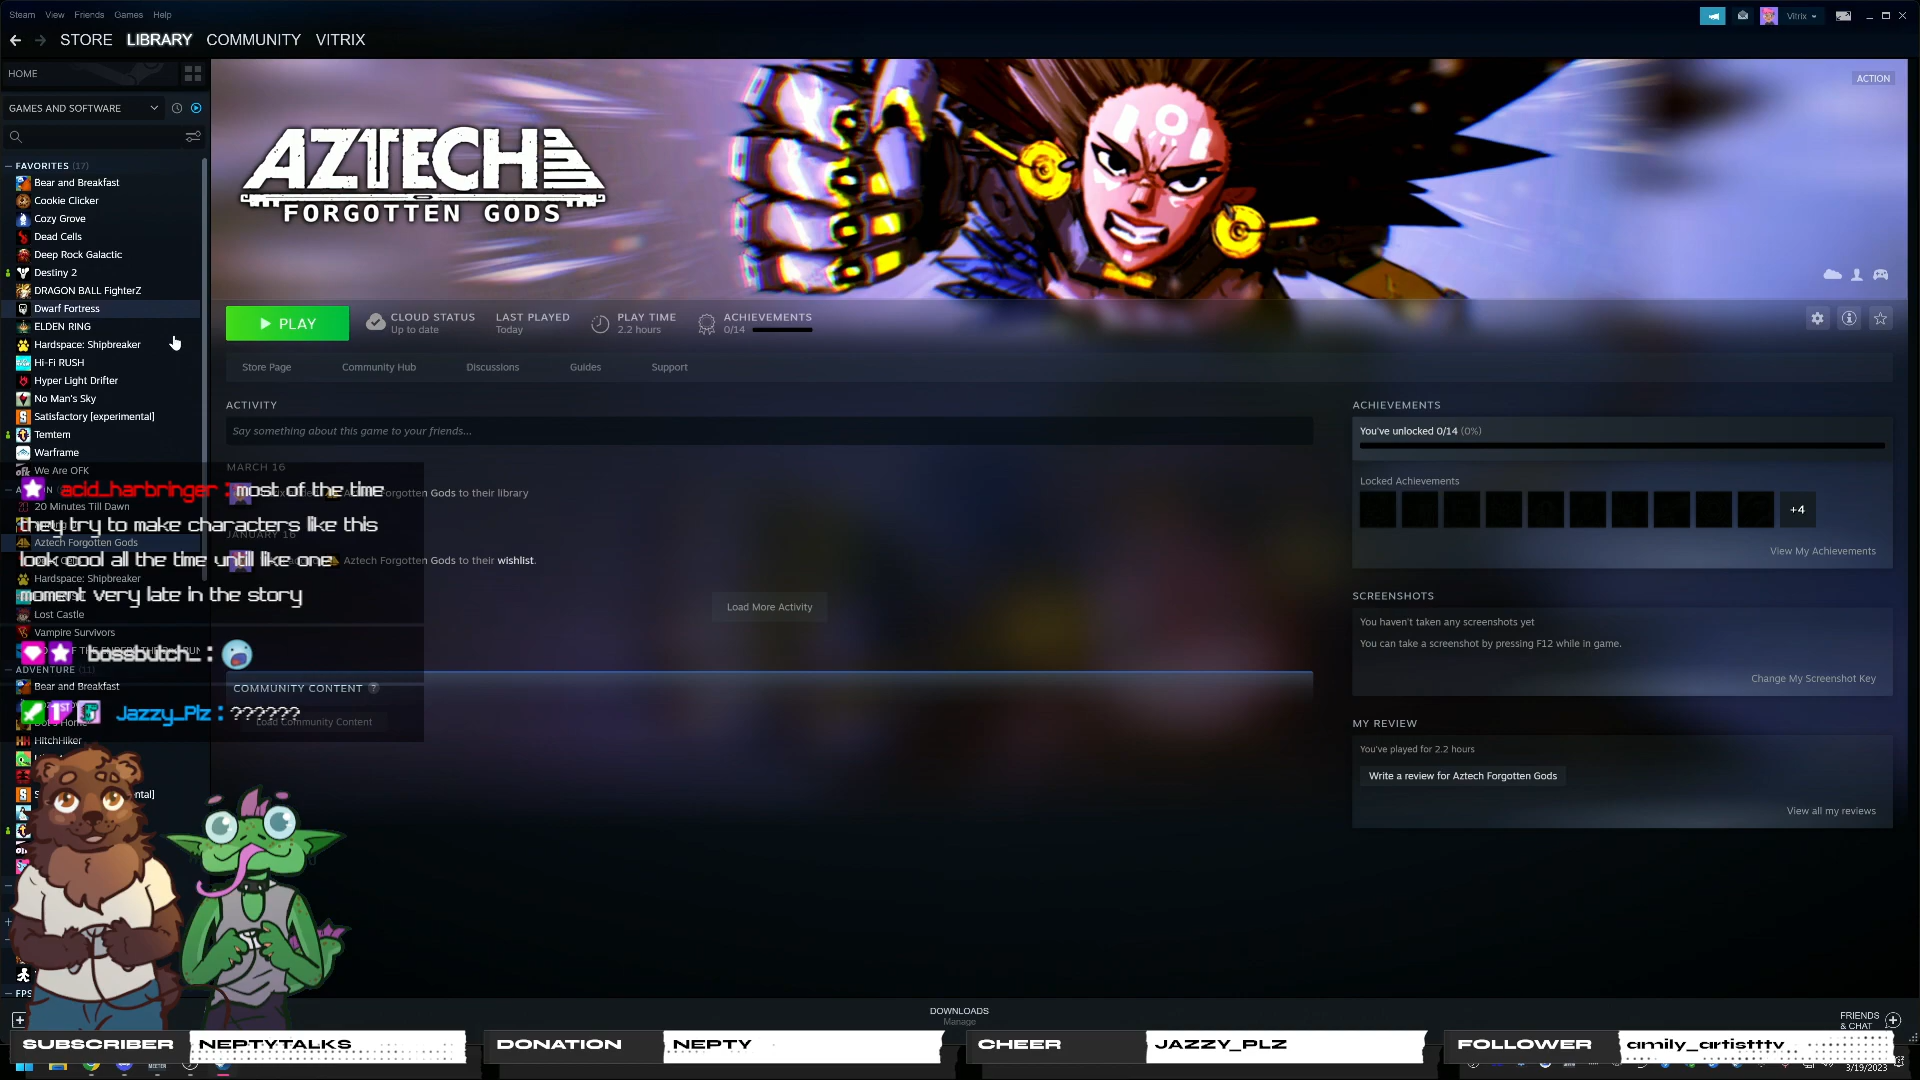 Steam View Friends Games Help
Vitrix
STORE LIBRARY COMMUNITY VITRIX
HOME
GAMES AND SOFTWARE
FAVORITES (17)
Bear and Breakfast
Cookie Clicker
Cozy Grove
Dead Cells
Deep Rock Galactic
Destiny 2
DRAGON BALL FighterZ
Dwarf Fortress
ELDEN RING
Hardspace: Shipbreaker
Hi-Fi RUSH
Hyper Light Drifter
No Man's Sky
Satisfactory [experimental]
Temtem
Warframe
We Are OFK
20 Minutes Till Dawn
Aztech Forgotten Gods
Hardspace: Shipbreaker
Lost Castle
Vampire Survivors
ADVENTURE
Bear and Breakfast
HitchHiker
FPS
acid_harbringer : most of the time
they try to make characters like this
look cool all the time untill like one
moment very late in the story
bossbutch_ :
Jazzy_Plz : ??????
AZTECH
FORGOTTEN GODS
ACTION
PLAY
CLOUD STATUS
Up to date
LAST PLAYED
Today
PLAY TIME
2.2 hours
ACHIEVEMENTS
0/14
Store Page Community Hub Discussions Guides Support
ACTIVITY
Say something about this game to your friends...
MARCH 16
Forgotten Gods to their library
JANUARY 16
Aztech Forgotten Gods to their wishlist.
Load More Activity
COMMUNITY CONTENT ?
Load Community Content
ACHIEVEMENTS
You've unlocked 0/14 (0%)
Locked Achievements
+4
View My Achievements
SCREENSHOTS
You haven't taken any screenshots yet
You can take a screenshot by pressing F12 while in game.
Change My Screenshot Key
MY REVIEW
You've played for 2.2 hours
Write a review for Aztech Forgotten Gods
View all my reviews
DOWNLOADS
Manage
FRIENDS
& CHAT
SUBSCRIBER NEPTYTALKS
DONATION NEPTY
CHEER JAZZY_PLZ
FOLLOWER amily_artistttv
3/19/2023